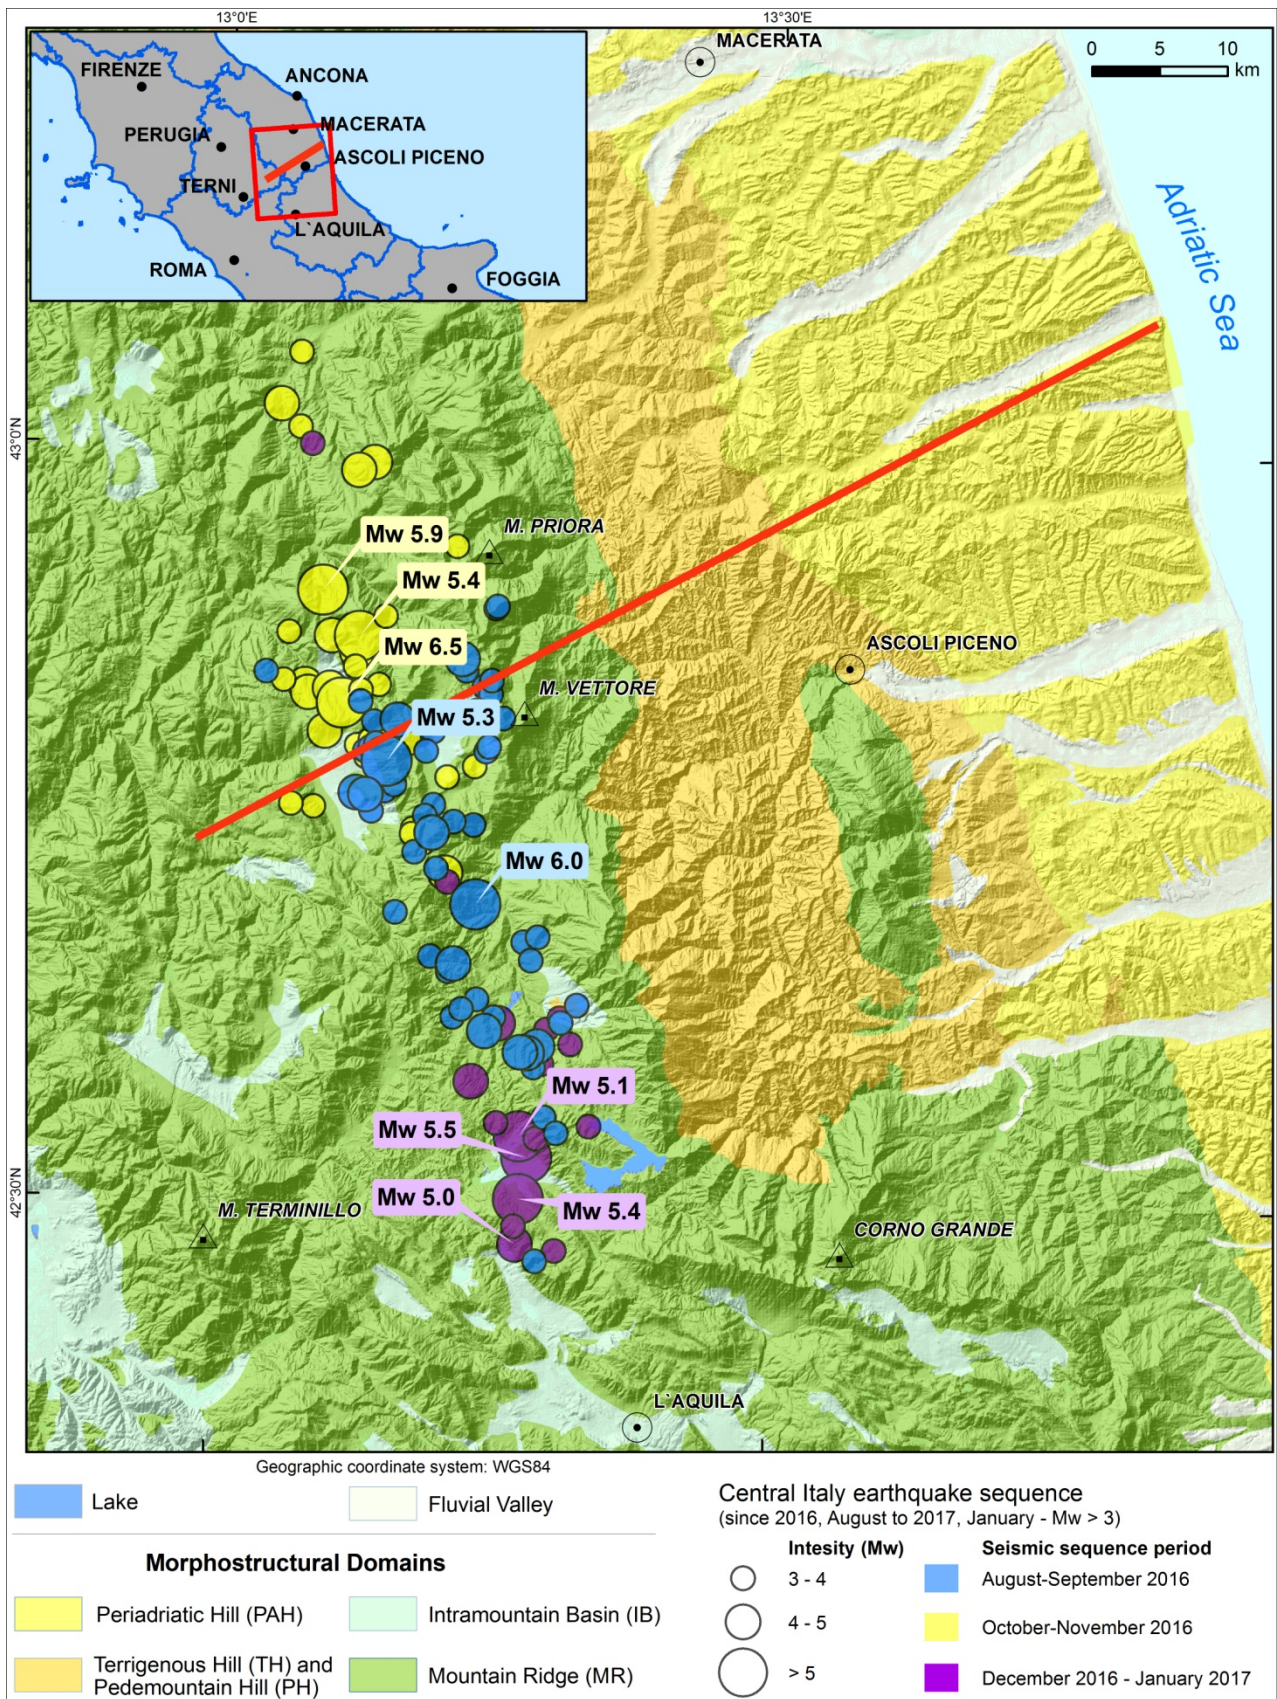 13°0'E
13°30'E
MACERATA
0 5 10
km
FIRENZE
ANCONA
PERUGIA
MACERATA
ASCOLI PICENO
TERNI
L`AQUILA
ROMA
FOGGIA
Adriatic Sea
43°0'N
M. PRIORA
Mw 5.9
Mw 5.4
Mw 6.5
ASCOLI PICENO
M. VETTORE
Mw 5.3
Mw 6.0
Mw 5.1
Mw 5.5
42°30'N
Mw 5.0
Mw 5.4
M. TERMINILLO
CORNO GRANDE
L`AQUILA
Geographic coordinate system: WGS84
Lake
Fluvial Valley
Morphostructural Domains
Periadriatic Hill (PAH)
Intramountain Basin (IB)
Terrigenous Hill (TH) and
Pedemountain Hill (PH)
Mountain Ridge (MR)
Central Italy earthquake sequence
(since 2016, August to 2017, January - Mw > 3)
Intesity (Mw)
Seismic sequence period
3 - 4
August-September 2016
4 - 5
October-November 2016
> 5
December 2016 - January 2017